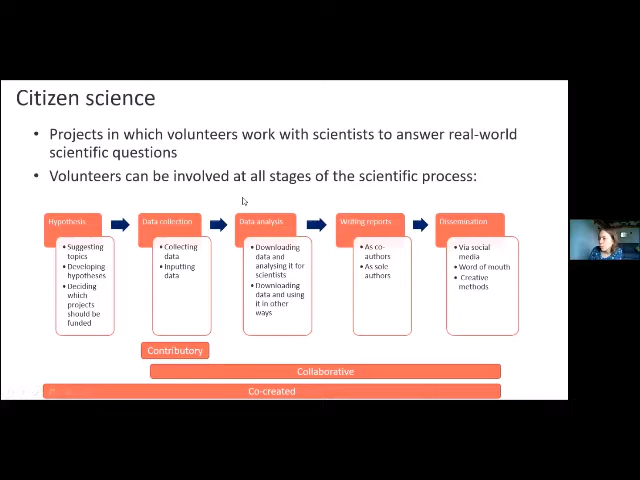 Citizen science
• Projects in which volunteers work with scientists to answer real-world
scientific questions
• Volunteers can be involved at all stages of the scientific process:
Hypothesis
• Suggesting
topics
• Developing
hypotheses
• Deciding
which
projects
should be
funded
Data collection
• Collecting
data
• Inputting
data
Data analysis
• Downloading
data and
analysing it for
scientists
• Downloading
data and using
it in other
ways
Writing reports
• As co-
authors
• As sole
authors
Dissemination
• Via social
media
• Word of mouth
• Creative
methods
Contributory
Collaborative
Co-created